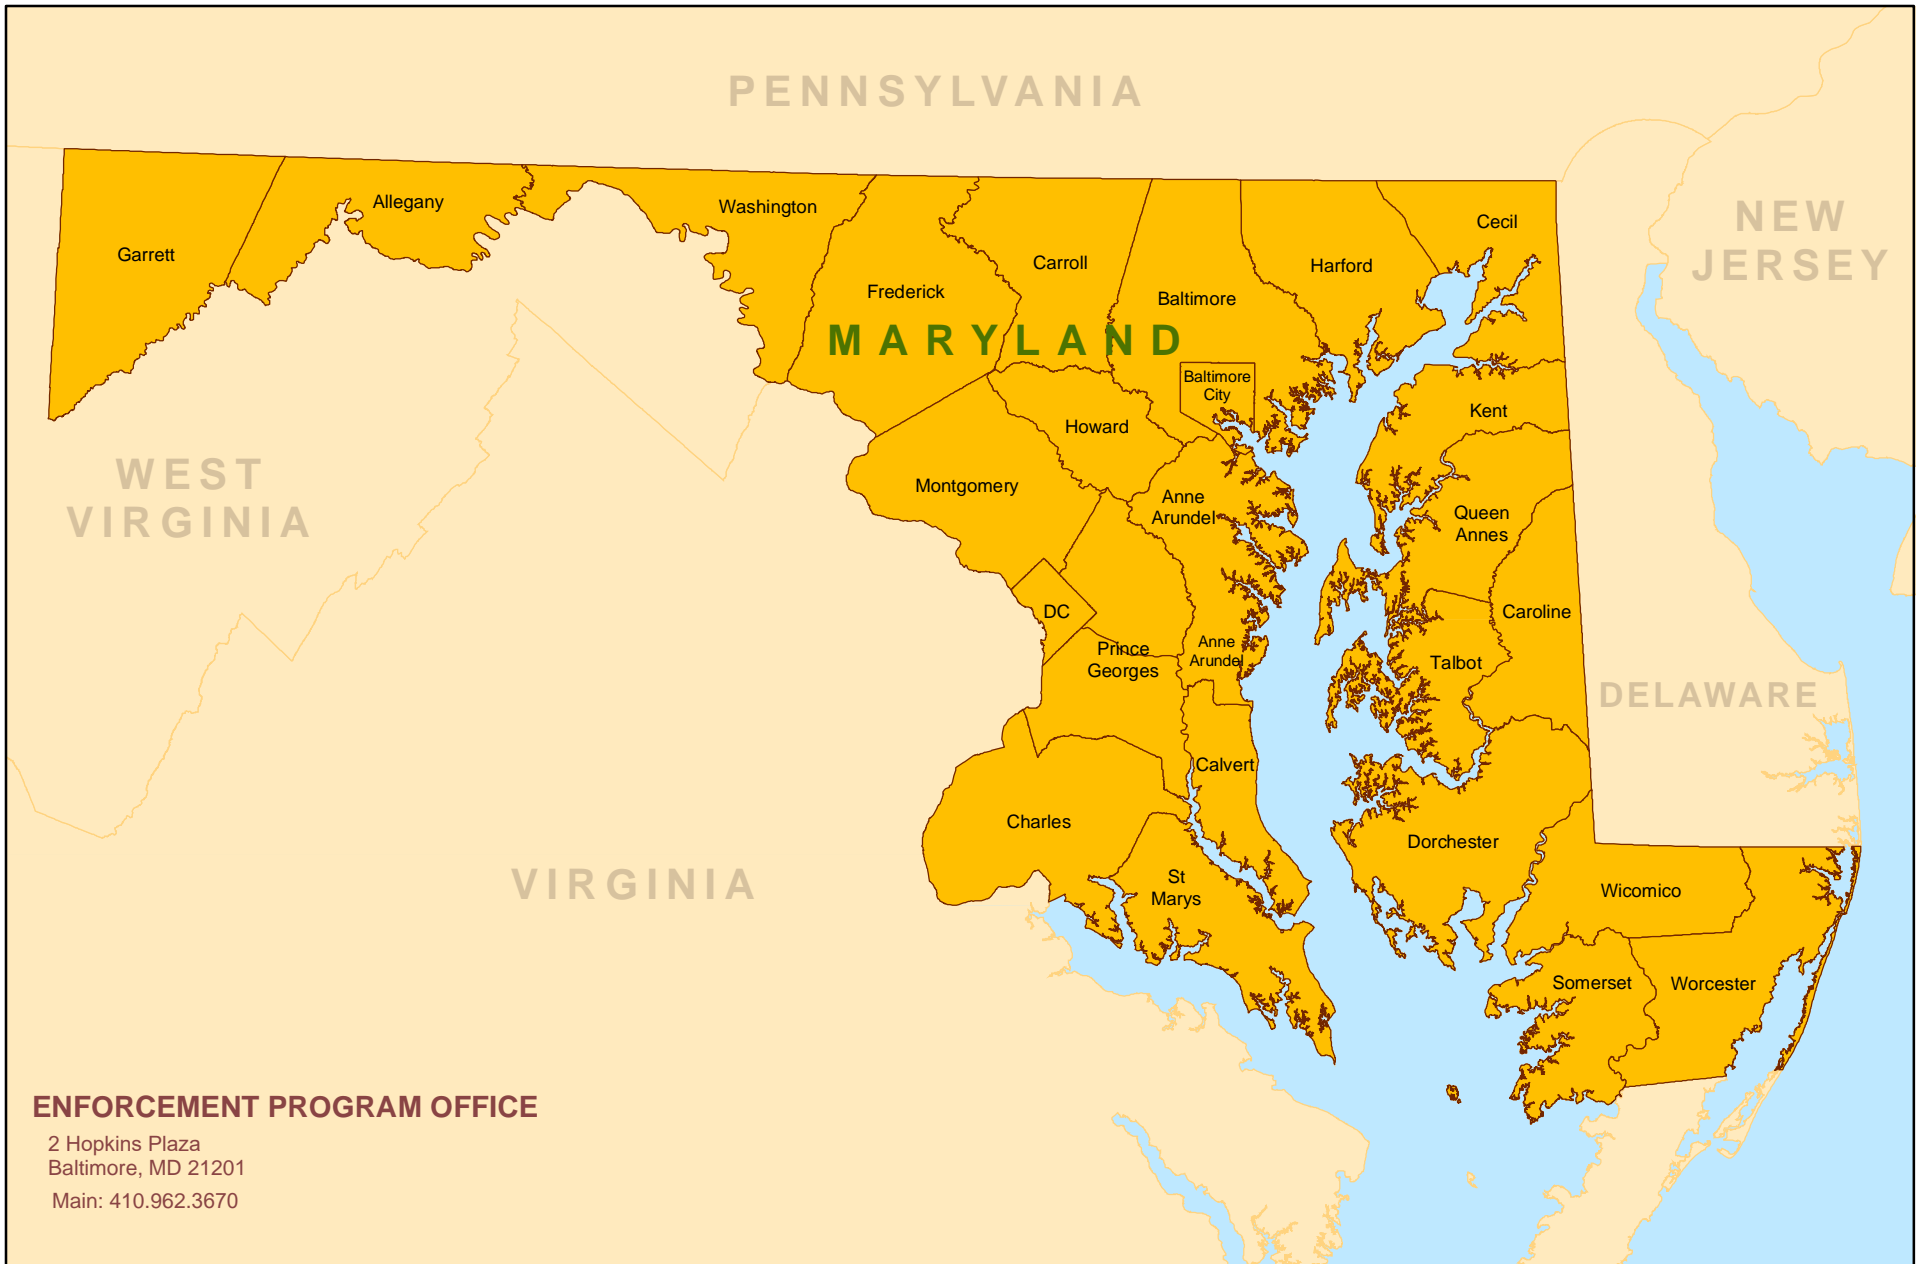 PENNSYLVANIA
NEW
JERSEY
Allegany
Washington
Cecil
Garrett
Carroll
Harford
Frederick
Baltimore
MARYLAND
Baltimore
City
Kent
Howard
WEST
VIRGINIA
Montgomery
Anne
Arundel
Queen
Annes
DC
Caroline
Prince
Georges
Anne
Arundel
Talbot
DELAWARE
Calvert
Charles
Dorchester
VIRGINIA
St
Marys
Wicomico
Somerset
Worcester
ENFORCEMENT PROGRAM OFFICE
2 Hopkins Plaza
Baltimore, MD 21201
Main: 410.962.3670